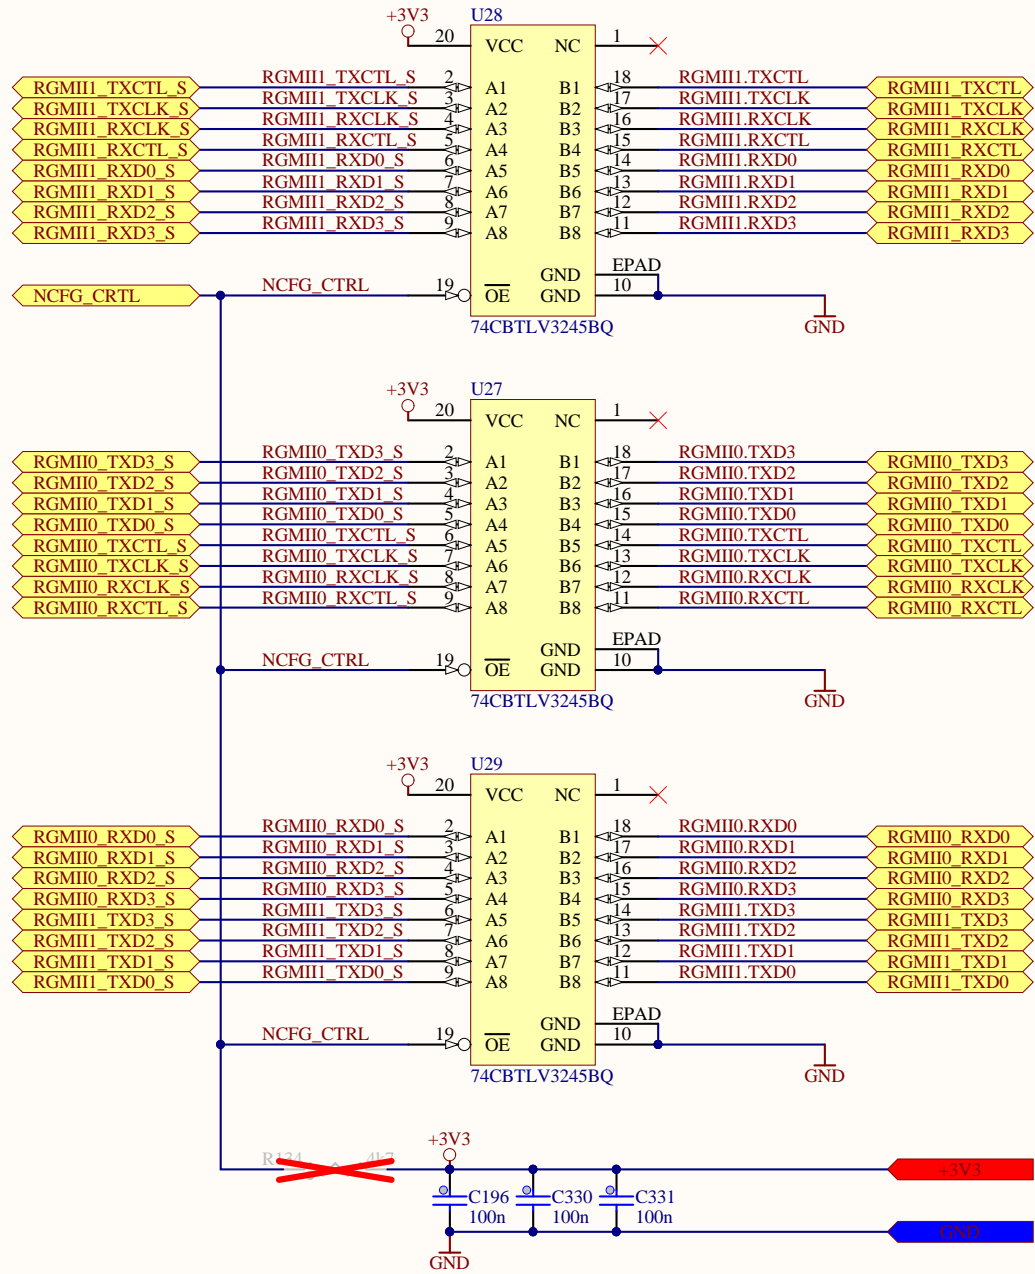 +3V3 U28
20 VCC NC 1
RGMII1_TXCTL_S RGMII1_TXCTL_S 2 A1 B1 18 RGMII1.TXCTL RGMII1_TXCTL
RGMII1_TXCLK_S RGMII1_TXCLK_S 3 A2 B2 17 RGMII1.TXCLK RGMII1_TXCLK
RGMII1_RXCLK_S RGMII1_RXCLK_S 4 A3 B3 16 RGMII1.RXCLK RGMII1_RXCLK
RGMII1_RXCTL_S RGMII1_RXCTL_S 5 A4 B4 15 RGMII1.RXCTL RGMII1_RXCTL
RGMII1_RXD0_S RGMII1_RXD0_S 6 A5 B5 14 RGMII1.RXD0 RGMII1_RXD0
RGMII1_RXD1_S RGMII1_RXD1_S 7 A6 B6 13 RGMII1.RXD1 RGMII1_RXD1
RGMII1_RXD2_S RGMII1_RXD2_S 8 A7 B7 12 RGMII1.RXD2 RGMII1_RXD2
RGMII1_RXD3_S RGMII1_RXD3_S 9 A8 B8 11 RGMII1.RXD3 RGMII1_RXD3
GND EPAD
NCFG_CRTL NCFG_CTRL 19 OE GND 10
74CBTLV3245BQ GND
+3V3 U27
20 VCC NC 1
RGMII0_TXD3_S RGMII0_TXD3_S 2 A1 B1 18 RGMII0.TXD3 RGMII0_TXD3
RGMII0_TXD2_S RGMII0_TXD2_S 3 A2 B2 17 RGMII0.TXD2 RGMII0_TXD2
RGMII0_TXD1_S RGMII0_TXD1_S 4 A3 B3 16 RGMII0.TXD1 RGMII0_TXD1
RGMII0_TXD0_S RGMII0_TXD0_S 5 A4 B4 15 RGMII0.TXD0 RGMII0_TXD0
RGMII0_TXCTL_S RGMII0_TXCTL_S 6 A5 B5 14 RGMII0.TXCTL RGMII0_TXCTL
RGMII0_TXCLK_S RGMII0_TXCLK_S 7 A6 B6 13 RGMII0.TXCLK RGMII0_TXCLK
RGMII0_RXCLK_S RGMII0_RXCLK_S 8 A7 B7 12 RGMII0.RXCLK RGMII0_RXCLK
RGMII0_RXCTL_S RGMII0_RXCTL_S 9 A8 B8 11 RGMII0.RXCTL RGMII0_RXCTL
GND EPAD
NCFG_CTRL 19 OE GND 10
74CBTLV3245BQ GND
+3V3 U29
20 VCC NC 1
RGMII0_RXD0_S RGMII0_RXD0_S 2 A1 B1 18 RGMII0.RXD0 RGMII0_RXD0
RGMII0_RXD1_S RGMII0_RXD1_S 3 A2 B2 17 RGMII0.RXD1 RGMII0_RXD1
RGMII0_RXD2_S RGMII0_RXD2_S 4 A3 B3 16 RGMII0.RXD2 RGMII0_RXD2
RGMII0_RXD3_S RGMII0_RXD3_S 5 A4 B4 15 RGMII0.RXD3 RGMII0_RXD3
RGMII1_TXD3_S RGMII1_TXD3_S 6 A5 B5 14 RGMII1.TXD3 RGMII1_TXD3
RGMII1_TXD2_S RGMII1_TXD2_S 7 A6 B6 13 RGMII1.TXD2 RGMII1_TXD2
RGMII1_TXD1_S RGMII1_TXD1_S 8 A7 B7 12 RGMII1.TXD1 RGMII1_TXD1
RGMII1_TXD0_S RGMII1_TXD0_S 9 A8 B8 11 RGMII1.TXD0 RGMII1_TXD0
GND EPAD
NCFG_CTRL 19 OE GND 10
74CBTLV3245BQ GND
+3V3
R134 4k7 +3V3
C196 C330 C331
100n 100n 100n
GND
GND